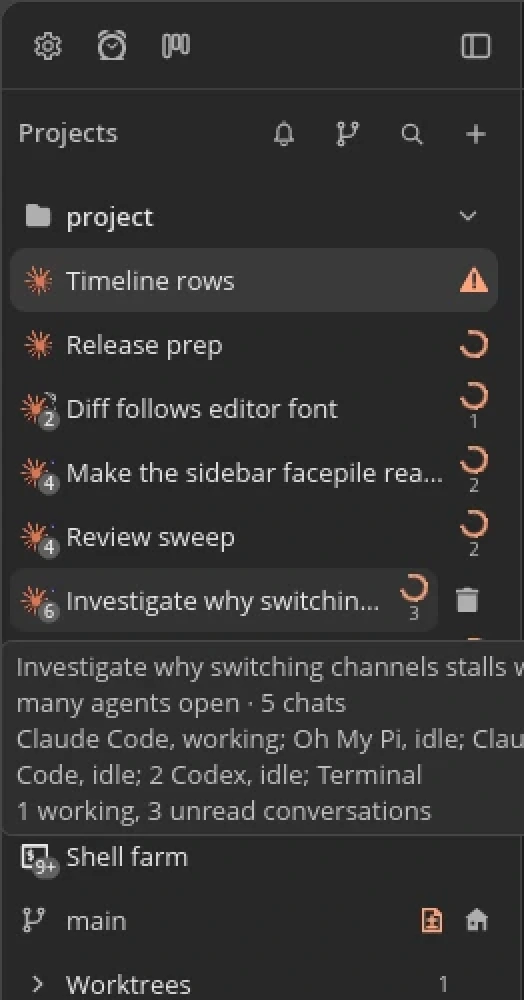 Projects
project
Timeline rows
Release prep
2 Diff follows editor font 1
4 Make the sidebar facepile rea... 2
4 Review sweep 2
6 Investigate why switchin... 3
Investigate why switching channels stalls
many agents open · 5 chats
Claude Code, working; Oh My Pi, idle; Clau
Code, idle; 2 Codex, idle; Terminal
1 working, 3 unread conversations
$ 9+ Shell farm
main
Worktrees 1